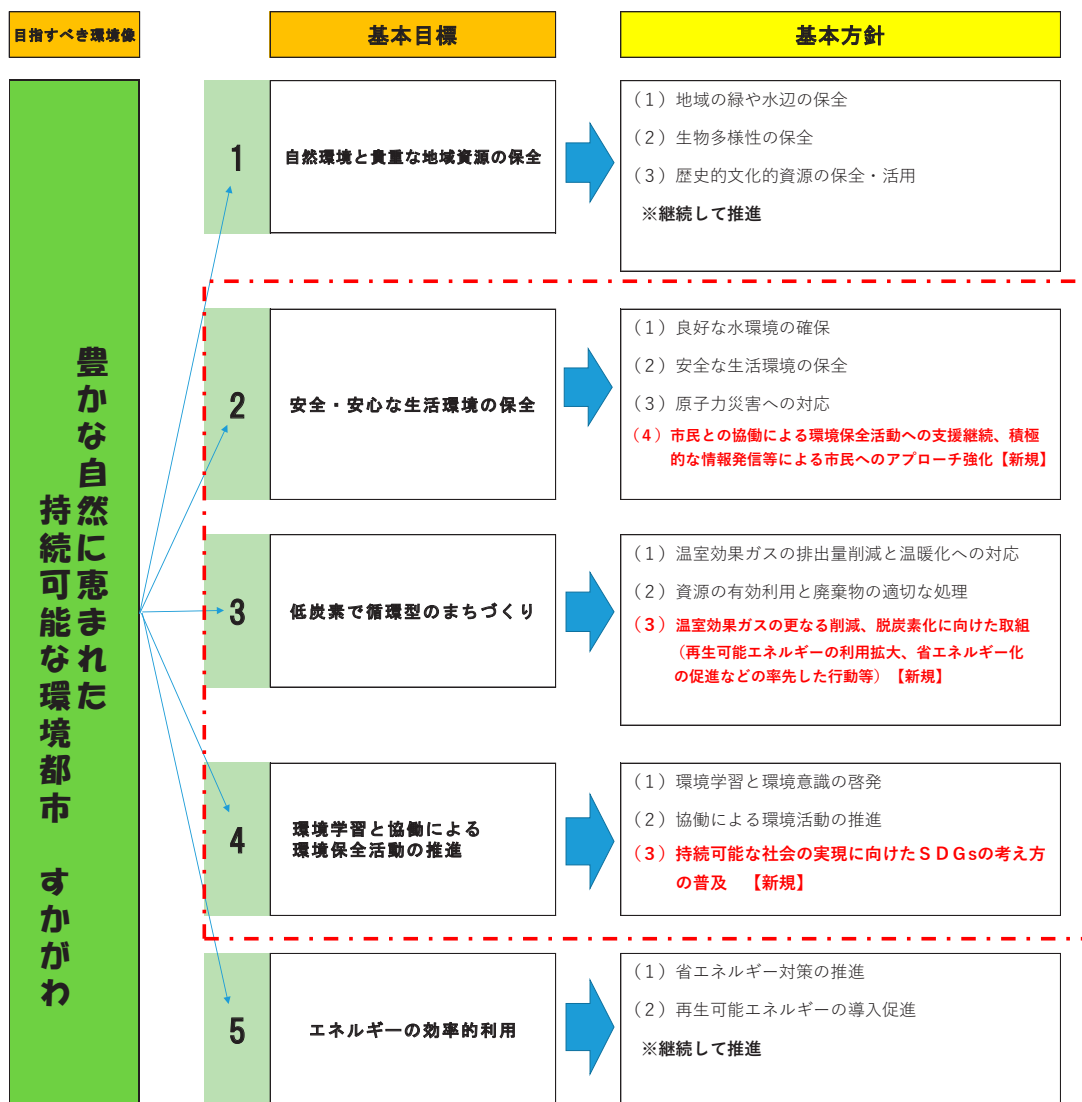 目指すべき環境像
基本目標
基本方針
豊かな自然に恵まれた
持続可能な環境都市　すかがわ
1
自然環境と貴重な地域資源の保全
（１）地域の緑や水辺の保全
（２）生物多様性の保全
（３）歴史的文化的資源の保全・活用
※継続して推進
2
安全・安心な生活環境の保全
（１）良好な水環境の確保
（２）安全な生活環境の保全
（３）原子力災害への対応
（４）市民との協働による環境保全活動への支援継続、積極
的な情報発信等による市民へのアプローチ強化【新規】
3
低炭素で循環型のまちづくり
（１）温室効果ガスの排出量削減と温暖化への対応
（２）資源の有効利用と廃棄物の適切な処理
（３）温室効果ガスの更なる削減、脱炭素化に向けた取組
（再生可能エネルギーの利用拡大、省エネルギー化
の促進などの率先した行動等）【新規】
4
環境学習と協働による
環境保全活動の推進
（１）環境学習と環境意識の啓発
（２）協働による環境活動の推進
（３）持続可能な社会の実現に向けたＳＤＧsの考え方
の普及　【新規】
5
エネルギーの効率的利用
（１）省エネルギー対策の推進
（２）再生可能エネルギーの導入促進
※継続して推進